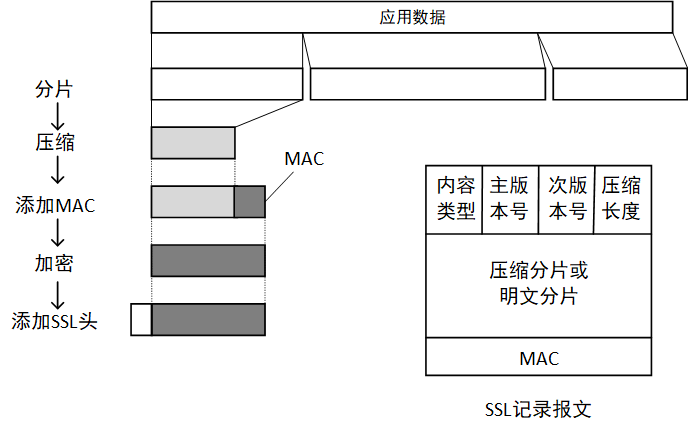 应用数据
分片
压缩
MAC
添加MAC
加密
添加SSL头
内容
类型
主版
本号
次版
本号
压缩
长度
压缩分片或
明文分片
MAC
SSL记录报文